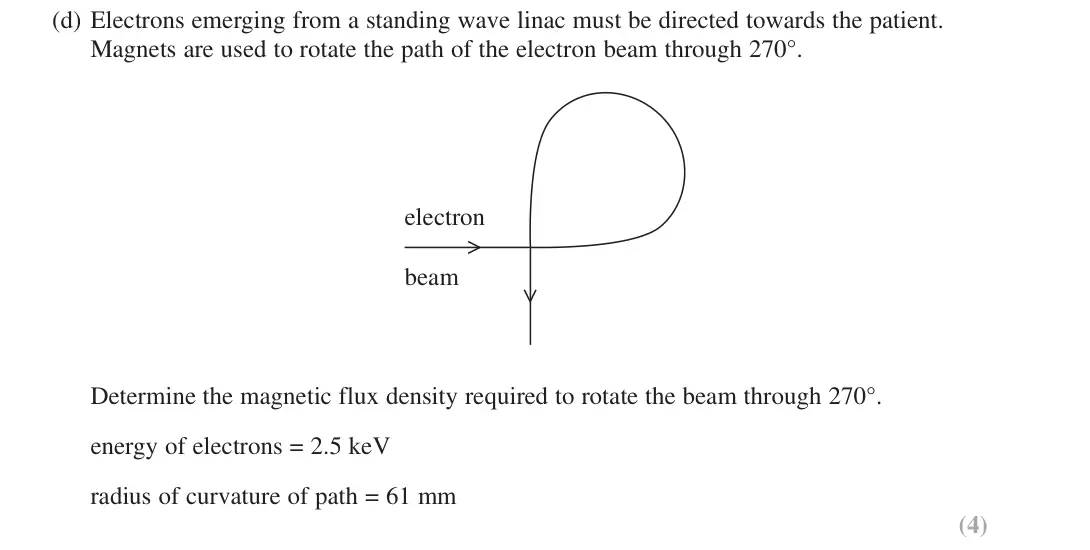 (d) Electrons emerging from a standing wave linac must be directed towards the patient.
Magnets are used to rotate the path of the electron beam through 270°.
electron
beam
Determine the magnetic flux density required to rotate the beam through 270°.
energy of electrons = 2.5 keV
radius of curvature of path = 61 mm
(4)